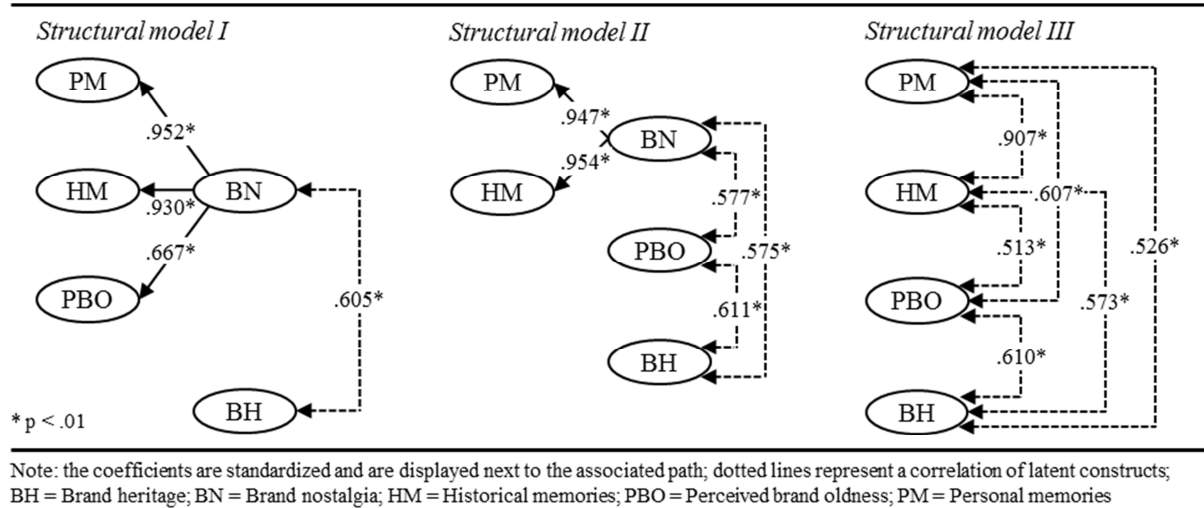 Structural model I
PM
.952*
HM
.930*
BN
.667*
PBO
.605*
BH
* p < .01
Structural model II
PM
.947*
BN
.954*
HM
.577*
PBO
.575*
.611*
BH
Structural model III
PM
.907*
HM
.607*
.513*
.526*
PBO
.573*
.610*
BH
Note: the coefficients are standardized and are displayed next to the associated path; dotted lines represent a correlation of latent constructs;
BH = Brand heritage; BN = Brand nostalgia; HM = Historical memories; PBO = Perceived brand oldness; PM = Personal memories